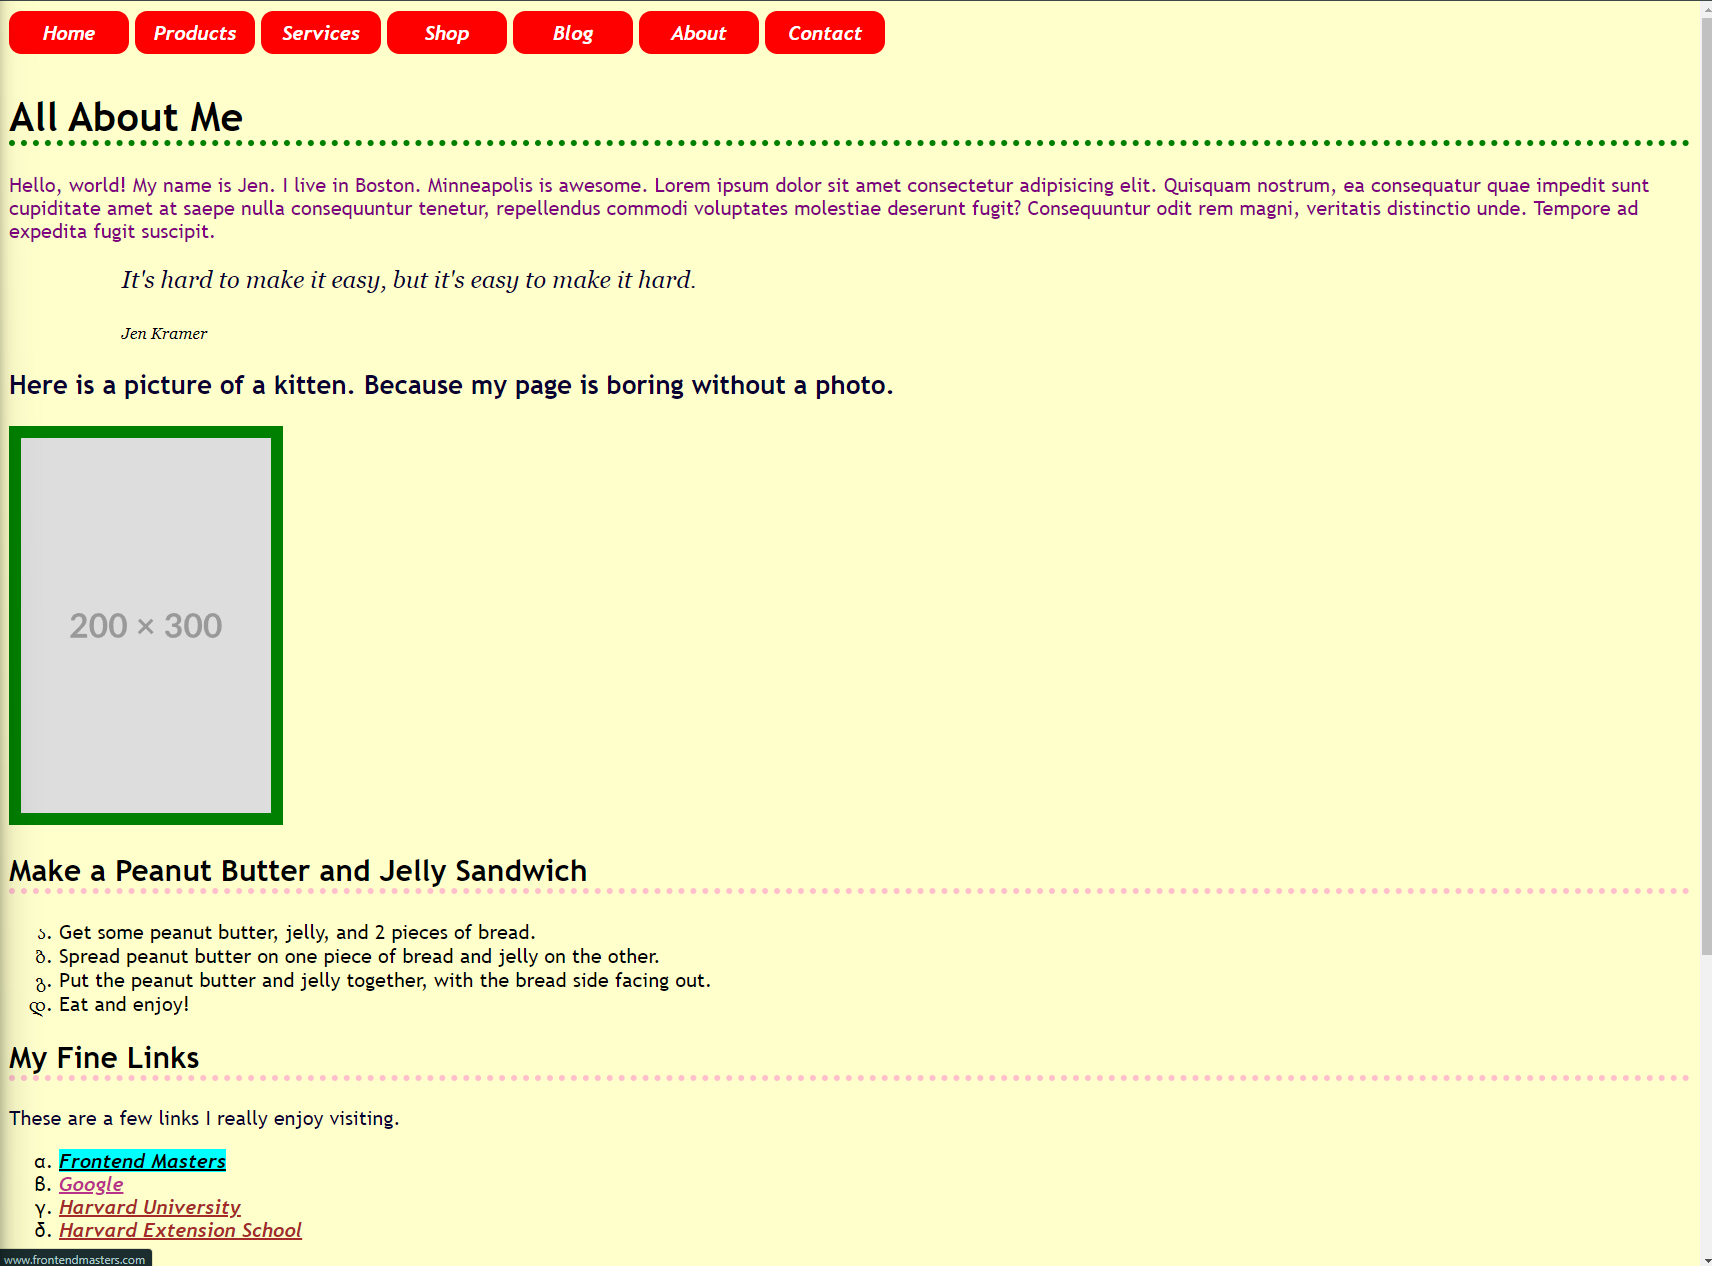 Home Products Services Shop Blog About Contact
All About Me
Hello, world! My name is Jen. I live in Boston. Minneapolis is awesome. Lorem ipsum dolor sit amet consectetur adipisicing elit. Quisquam nostrum, ea consequatur quae impedit sunt
cupiditate amet at saepe nulla consequuntur tenetur, repellendus commodi voluptates molestiae deserunt fugit? Consequuntur odit rem magni, veritatis distinctio unde. Tempore ad
expedita fugit suscipit.
It's hard to make it easy, but it's easy to make it hard.
Jen Kramer
Here is a picture of a kitten. Because my page is boring without a photo.
200 × 300
Make a Peanut Butter and Jelly Sandwich
ა. Get some peanut butter, jelly, and 2 pieces of bread.
ბ. Spread peanut butter on one piece of bread and jelly on the other.
გ. Put the peanut butter and jelly together, with the bread side facing out.
დ. Eat and enjoy!
My Fine Links
These are a few links I really enjoy visiting.
α. Frontend Masters
β. Google
γ. Harvard University
δ. Harvard Extension School
www.frontendmasters.com